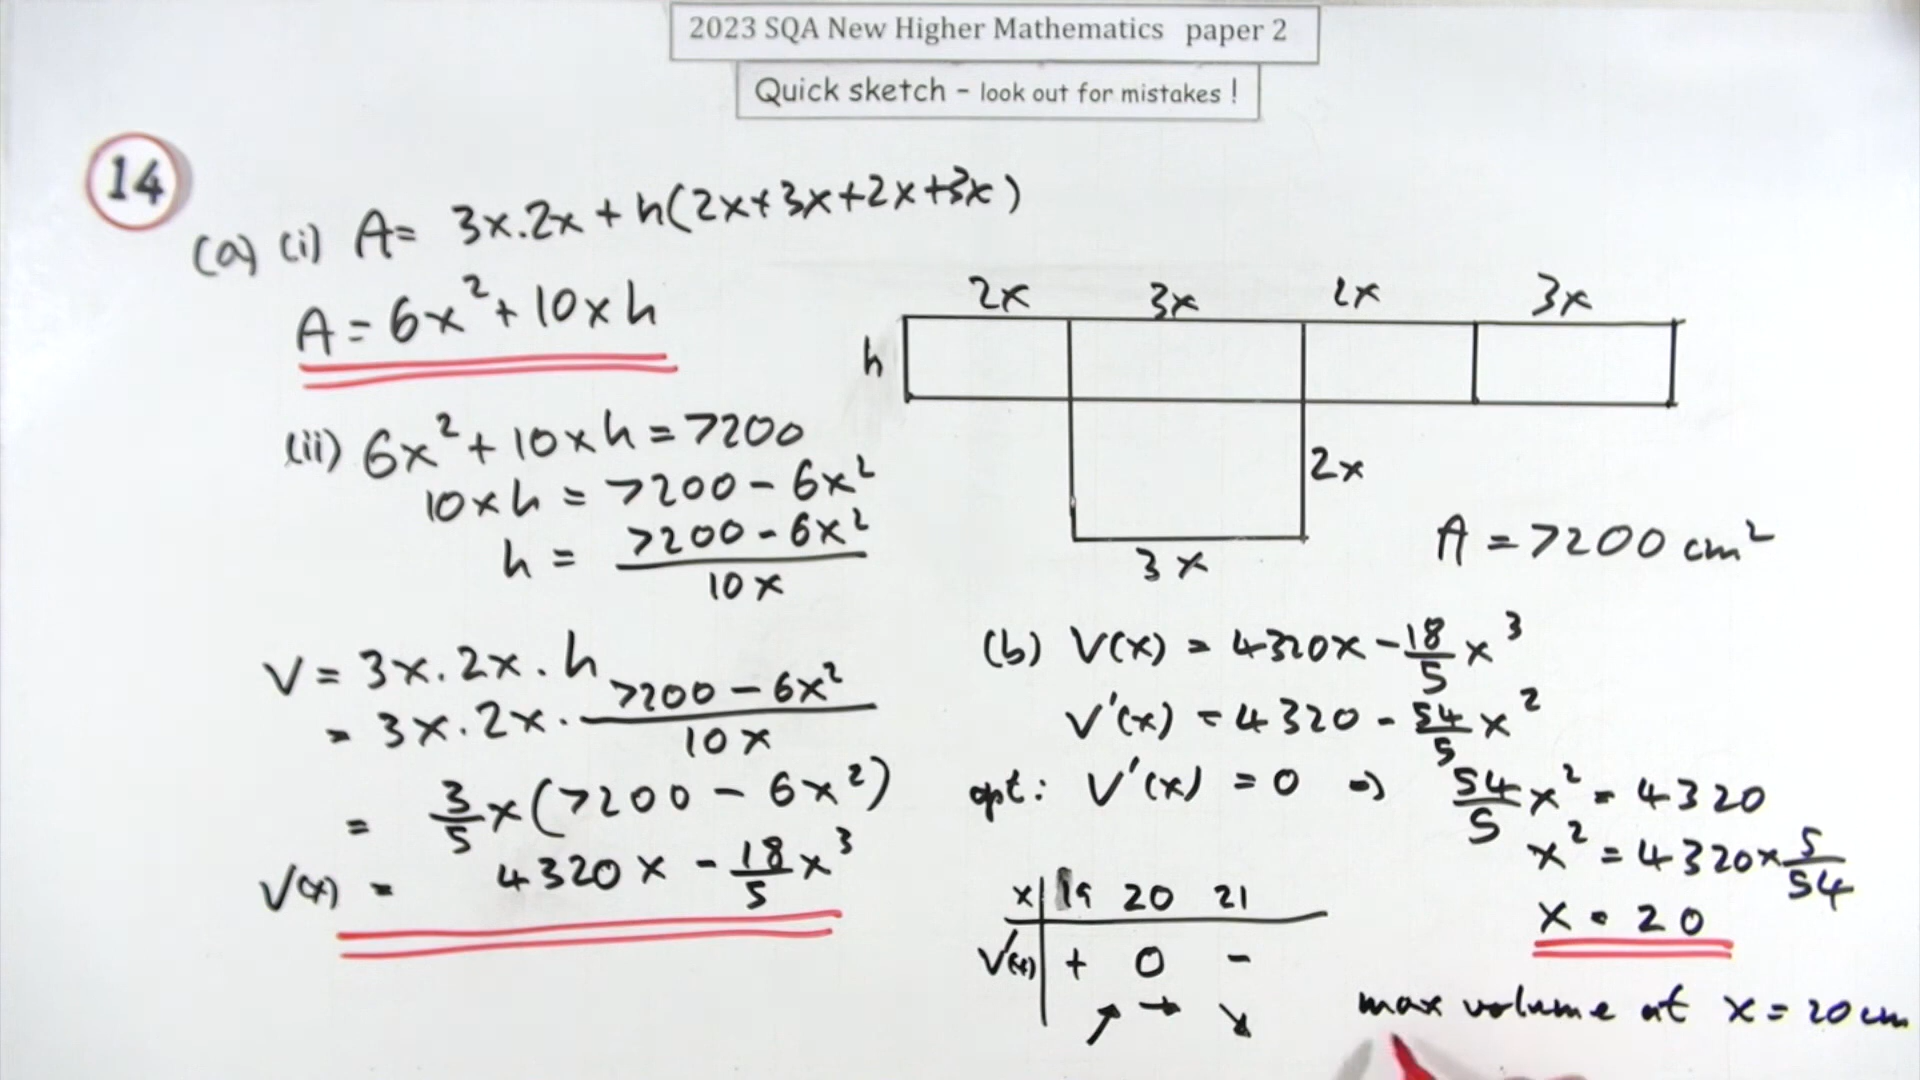 2023 SQA New Higher Mathematics paper 2
Quick sketch - look out for mistakes !
14
(a) (i) A = 3x.2x + h(2x+3x+2x+3x)
A = 6x² + 10xh
(ii) 6x² + 10xh = 7200
10xh = 7200 - 6x²
h = (7200 - 6x²)/(10x)
V = 3x.2x.h
= 3x.2x. (7200 - 6x²)/(10x)
= 3/5 x(7200 - 6x²)
V(x) = 4320x - 18/5 x³
2x 3x 2x 3x
h
2x
3x
A = 7200 cm²
(b) V(x) = 4320x - 18/5 x³
V'(x) = 4320 - 54/5 x²
opt: V'(x) = 0 ⇒ 54/5 x² = 4320
x² = 4320 × 5/54
x = 20
x 19 20 21
V'(x) + 0 -
↗ → ↘
max volume at x = 20 cm